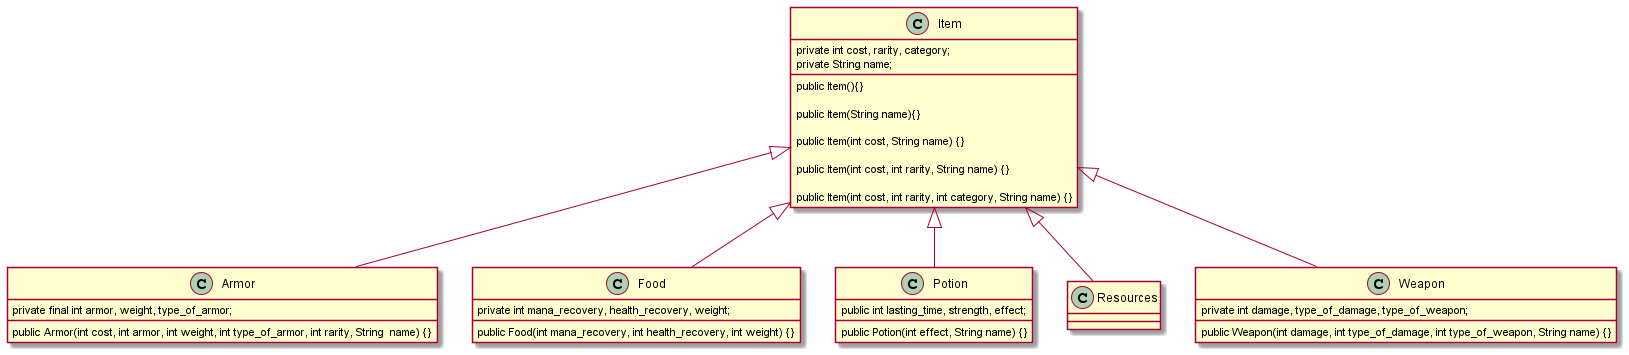 C Item
private int cost, rarity, category;
private String name;
public Item(){}
public Item(String name){}
public Item(int cost, String name) {}
public Item(int cost, int rarity, String name) {}
public Item(int cost, int rarity, int category, String name) {}
C Armor
private final int armor, weight, type_of_armor;
public Armor(int cost, int armor, int weight, int type_of_armor, int rarity, String  name) {}
C Food
private int mana_recovery, health_recovery, weight;
public Food(int mana_recovery, int health_recovery, int weight) {}
C Potion
public int lasting_time, strength, effect;
public Potion(int effect, String name) {}
C Resources
C Weapon
private int damage, type_of_damage, type_of_weapon;
public Weapon(int damage, int type_of_damage, int type_of_weapon, String name) {}